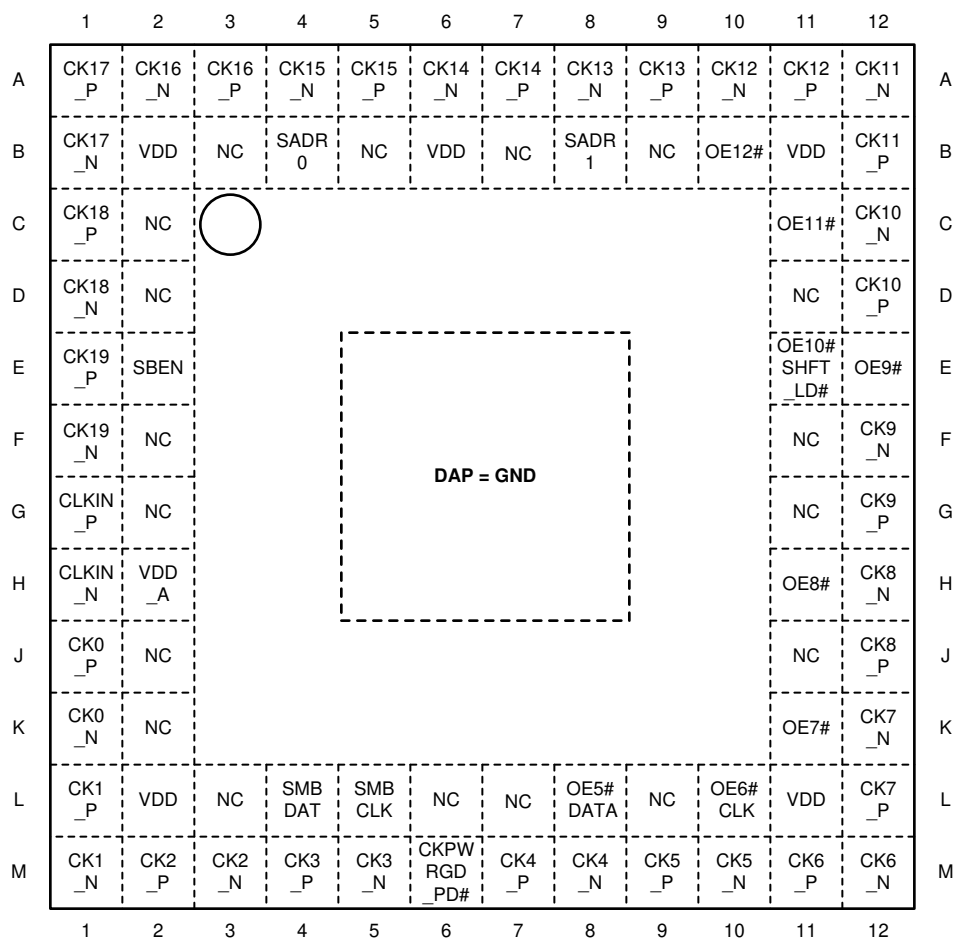 1 2 3 4 5 6 7 8 9 10 11 12
A CK17_P CK16_N CK16_P CK15_N CK15_P CK14_N CK14_P CK13_N CK13_P CK12_N CK12_P CK11_N A
B CK17_N VDD NC SADR0 NC VDD NC SADR1 NC OE12# VDD CK11_P B
C CK18_P NC OE11# CK10_N C
D CK18_N NC NC CK10_P D
E CK19_P SBEN OE10# SHFT_LD# OE9# E
F CK19_N NC NC CK9_N F
DAP = GND
G CLKIN_P NC NC CK9_P G
H CLKIN_N VDD_A OE8# CK8_N H
J CK0_P NC NC CK8_P J
K CK0_N NC OE7# CK7_N K
L CK1_P VDD NC SMB DAT SMB CLK NC NC OE5# DATA NC OE6# CLK VDD CK7_P L
M CK1_N CK2_P CK2_N CK3_P CK3_N CKPWRGD_PD# CK4_P CK4_N CK5_P CK5_N CK6_P CK6_N M
1 2 3 4 5 6 7 8 9 10 11 12